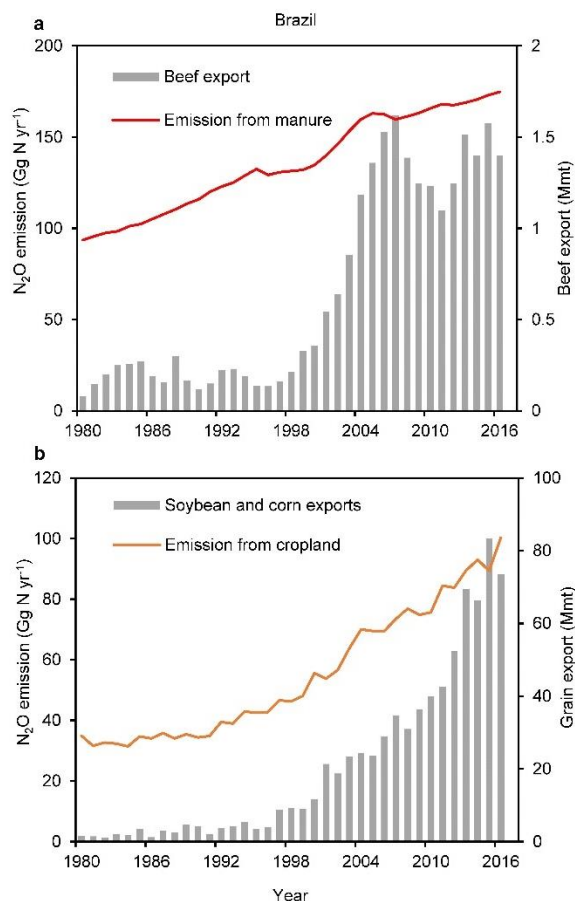 a
Brazil
200
150
100
50
0
N₂O emission (Gg N yr⁻¹)
Beef export
Emission from manure
2
1.5
1
0.5
0
Beef export (Mmt)
1980 1986 1992 1998 2004 2010 2016
b
120
100
80
60
40
20
0
N₂O emission (Gg N yr⁻¹)
Soybean and corn exports
Emission from cropland
100
80
60
40
20
0
Grain export (Mmt)
1980 1986 1992 1998 2004 2010 2016
Year